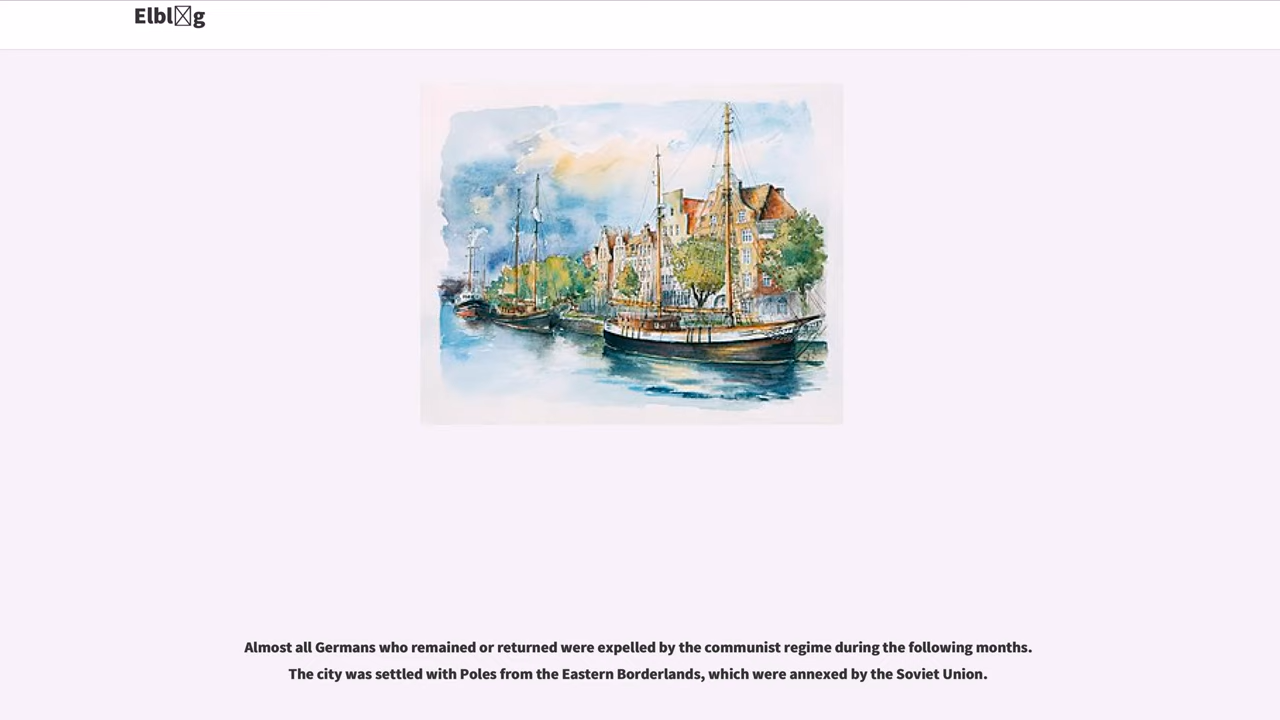 Elbl☒g
Almost all Germans who remained or returned were expelled by the communist regime during the following months.
The city was settled with Poles from the Eastern Borderlands, which were annexed by the Soviet Union.